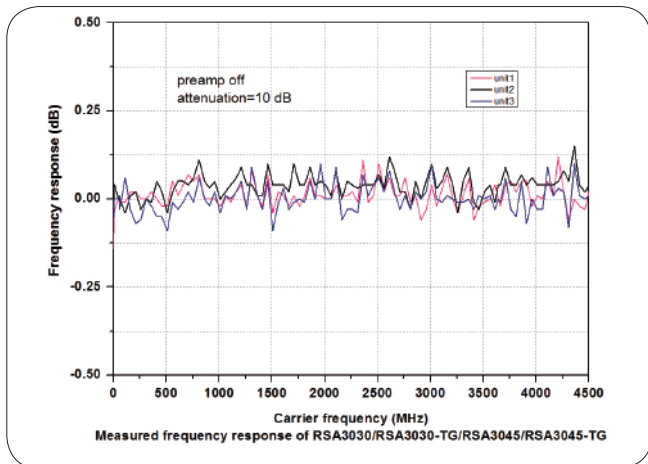 0.50
0.25
0.00
-0.25
-0.50
Frequency response (dB)
preamp off
attenuation=10 dB
unit1
unit2
unit3
0 500 1000 1500 2000 2500 3000 3500 4000 4500
Carrier frequency (MHz)
Measured frequency response of RSA3030/RSA3030-TG/RSA3045/RSA3045-TG